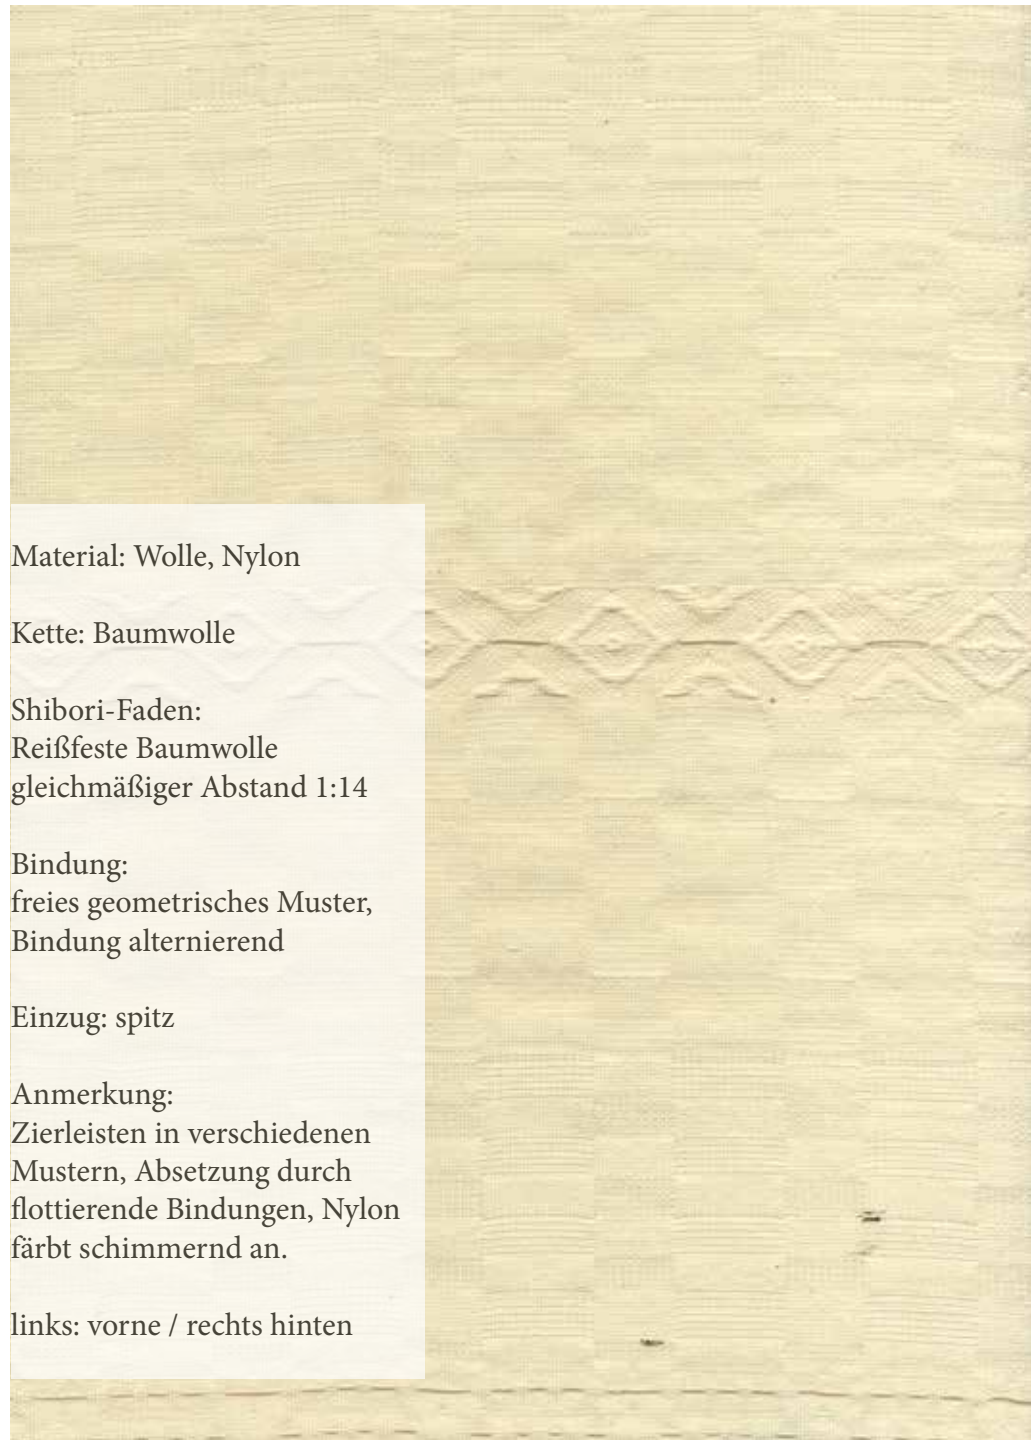 Material: Wolle, Nylon
Kette: Baumwolle
Shibori-Faden:
Reißfeste Baumwolle
gleichmäßiger Abstand 1:14
Bindung:
freies geometrisches Muster,
Bindung alternierend
Einzug: spitz
Anmerkung:
Zierleisten in verschiedenen
Mustern, Absetzung durch
flottierende Bindungen, Nylon
färbt schimmernd an.
links: vorne / rechts hinten